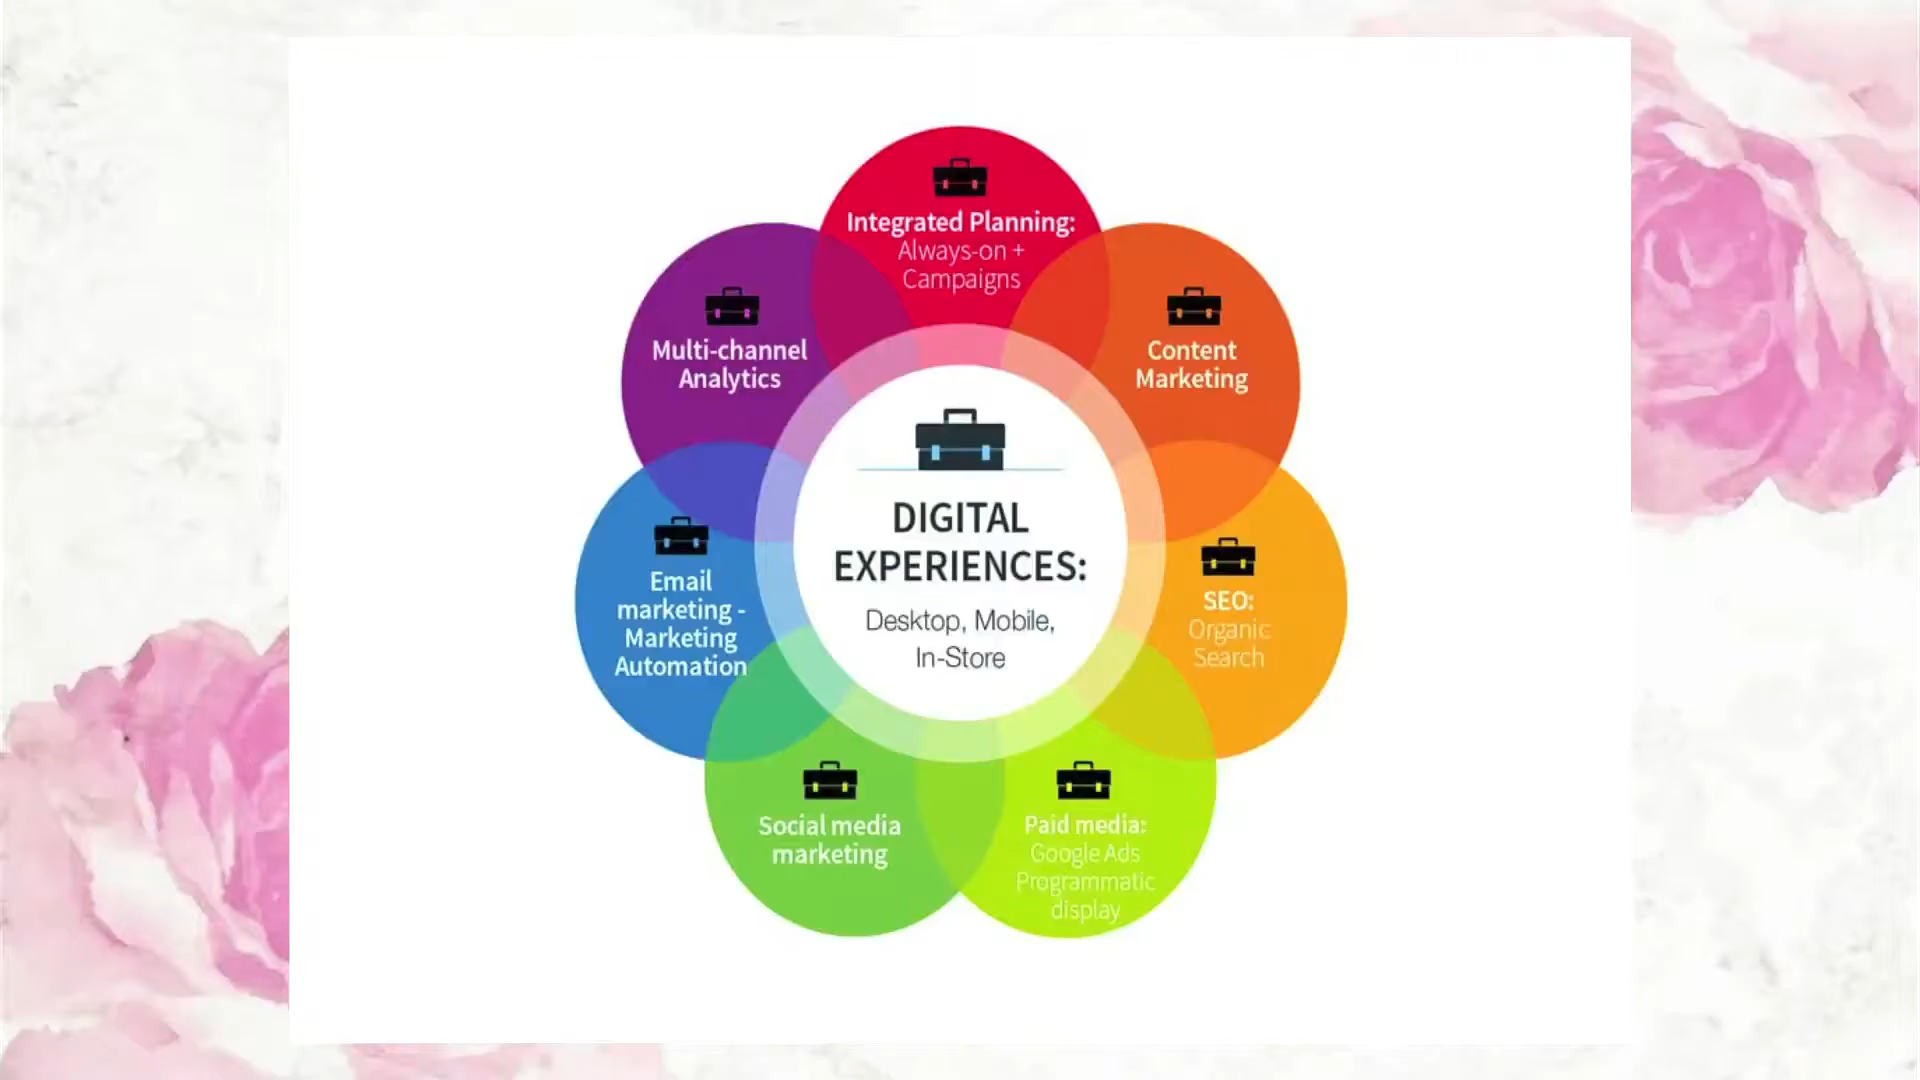 Integrated Planning:
Always-on +
Campaigns
Content
Marketing
SEO:
Organic
Search
Paid media:
Google Ads
Programmatic
display
Social media
marketing
Email
marketing -
Marketing
Automation
Multi-channel
Analytics
DIGITAL
EXPERIENCES:
Desktop, Mobile,
In-Store